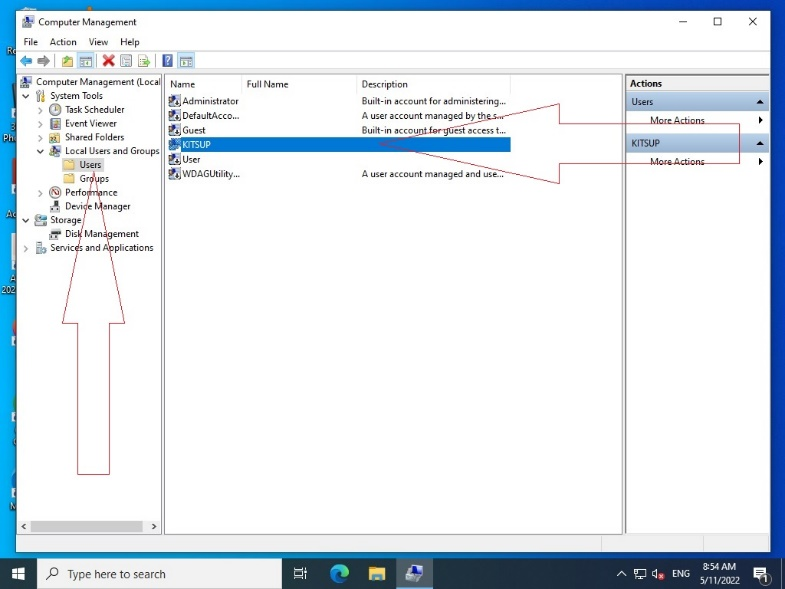 Computer Management
File Action View Help
Computer Management (Local
System Tools
Task Scheduler
Event Viewer
Shared Folders
Local Users and Groups
Users
Groups
Performance
Device Manager
Storage
Disk Management
Services and Applications
Name Full Name Description
Administrator Built-in account for administering...
DefaultAcco... A user account managed by the s...
Guest Built-in account for guest access t...
KITSUP
User
WDAGUtility... A user account managed and use...
Actions
Users
More Actions
KITSUP
More Actions
Type here to search
ENG
8:54 AM
5/11/2022
1